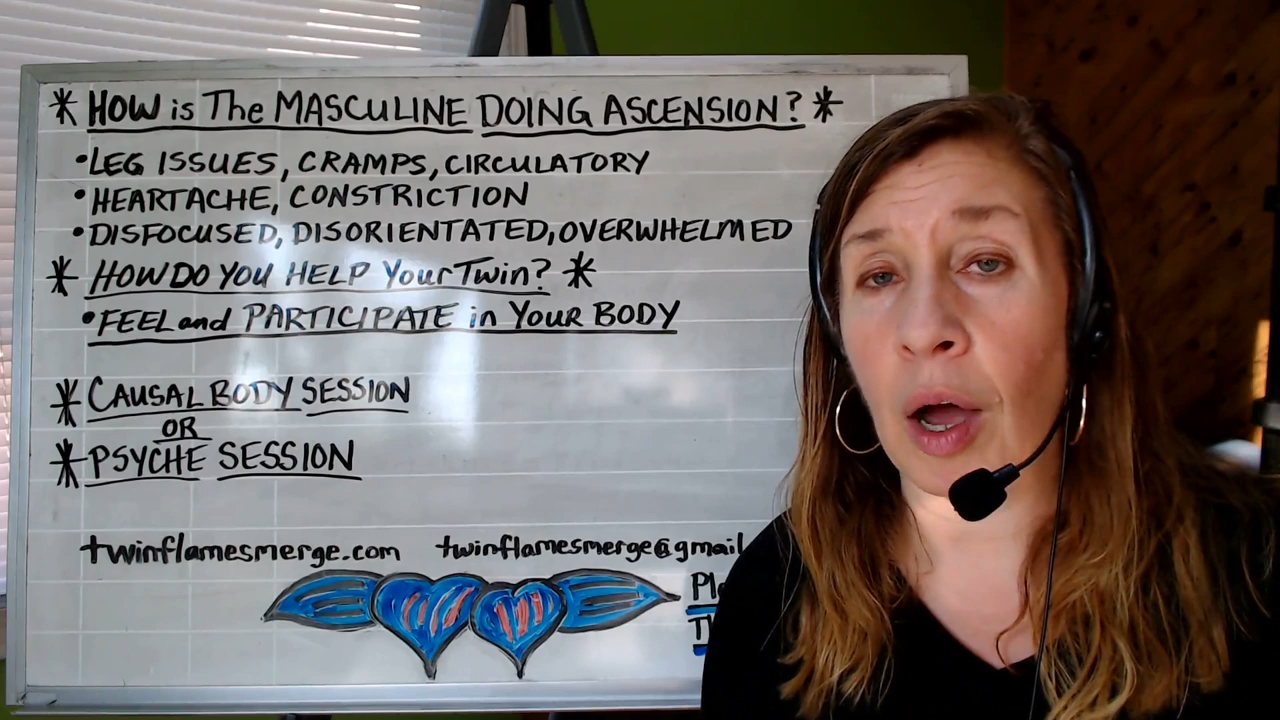 * HOW is The MASCULINE DOING ASCENSION? *
• LEG ISSUES, CRAMPS, CIRCULATORY
• HEARTACHE, CONSTRICTION
• DISFOCUSED, DISORIENTATED, OVERWHELMED
* HOW DO YOU HELP Your Twin? *
• FEEL and PARTICIPATE in YOUR BODY
* CAUSAL BODY SESSION
OR
* PSYCHE SESSION
twinflamesmerge.com twinflamesmerge@gmail